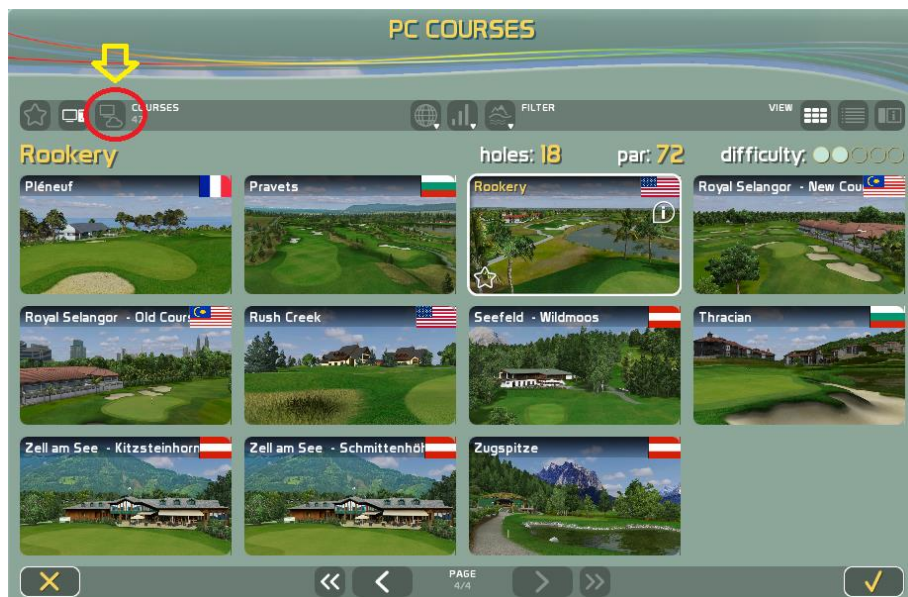 PC COURSES
COURSES
47
FILTER
VIEW
Rookery
holes: 18
par: 72
difficulty:
Pléneuf
Pravets
Rookery
Royal Selangor - New Cou
Royal Selangor - Old Cour
Rush Creek
Seefeld - Wildmoos
Thracian
Zell am See - Kitzsteinhorn
Zell am See - Schmittenhöh
Zugspitze
PAGE
4/4